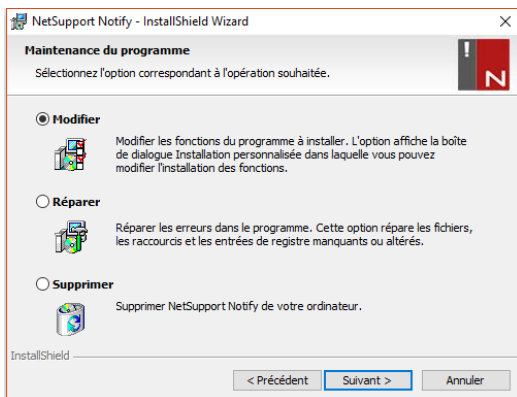 NetSupport Notify - InstallShield Wizard
Maintenance du programme
Sélectionnez l'option correspondant à l'opération souhaitée.
! N
Modifier
Modifier les fonctions du programme à installer. L'option affiche la boîte
de dialogue Installation personnalisée dans laquelle vous pouvez
modifier l'installation des fonctions.
Réparer
Réparer les erreurs dans le programme. Cette option répare les fichiers,
les raccourcis et les entrées de registre manquants ou altérés.
Supprimer
Supprimer NetSupport Notify de votre ordinateur.
InstallShield
< Précédent Suivant > Annuler